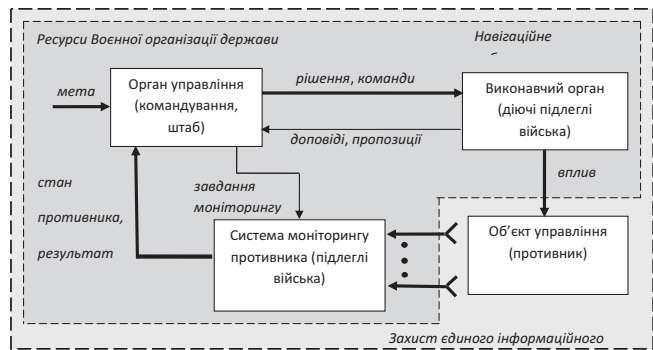 Ресурси Воєнної організації держави
Навігаційне
мета
Орган управління
(командування,
штаб)
рішення, команди
Виконавчий орган
(діючі підлеглі
війська)
доповіді, пропозиції
стан
противника,
результат
завдання
моніторингу
вплив
Система моніторингу
противника (підлеглі
війська)
Об’єкт управління
(противник)
Захист єдиного інформаційного